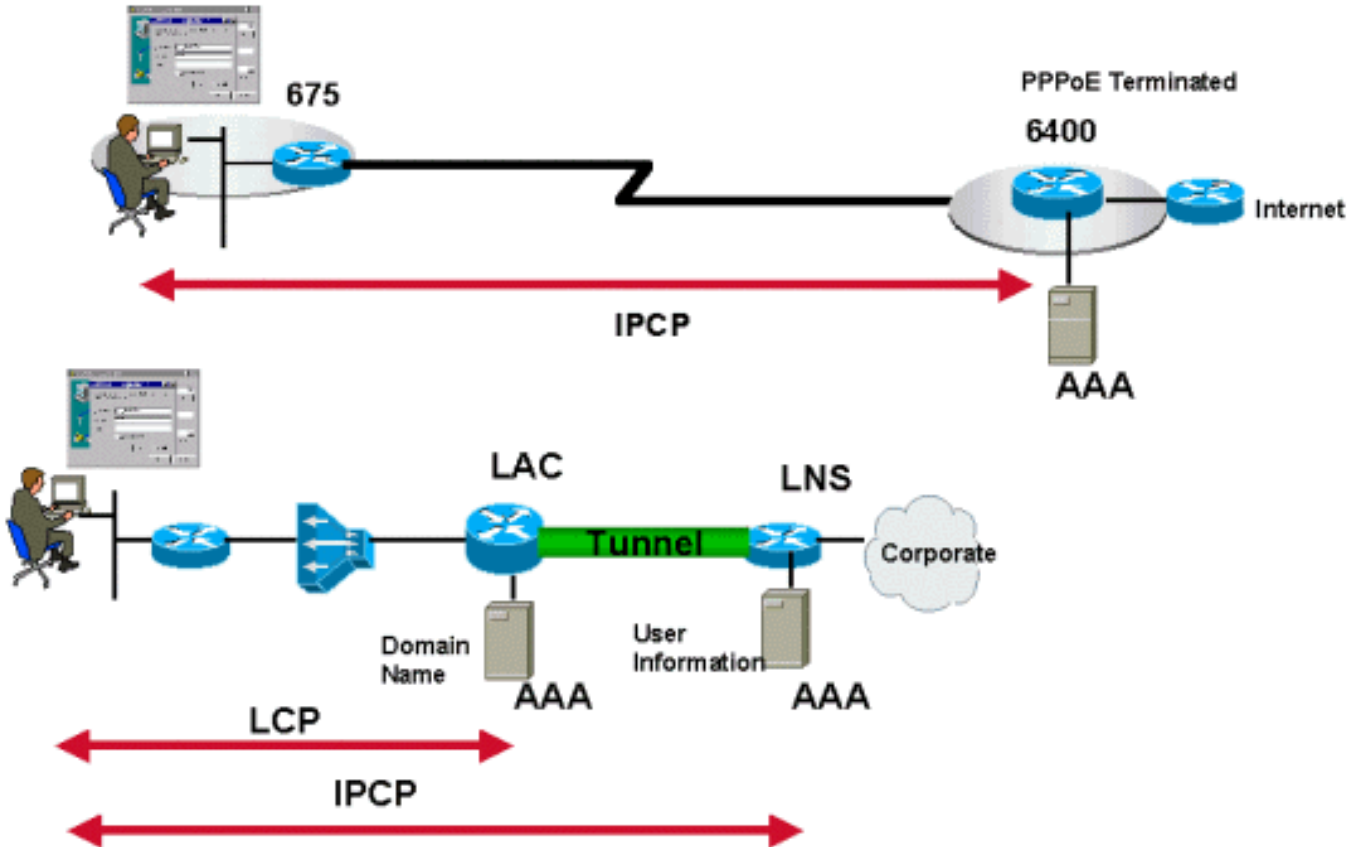 675
PPPoE Terminated
6400
Internet
IPCP
AAA
LAC
LNS
Tunnel
Corporate
Domain
Name
User
Information
AAA
AAA
LCP
IPCP